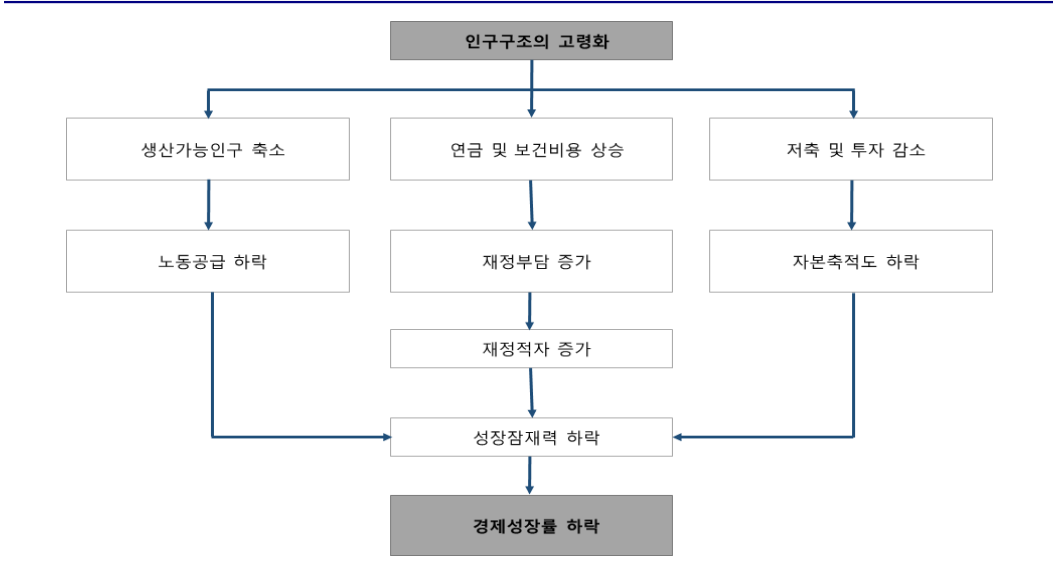 인구구조의 고령화
생산가능인구 축소
연금 및 보건비용 상승
저축 및 투자 감소
노동공급 하락
재정부담 증가
자본축적도 하락
재정적자 증가
성장잠재력 하락
경제성장률 하락